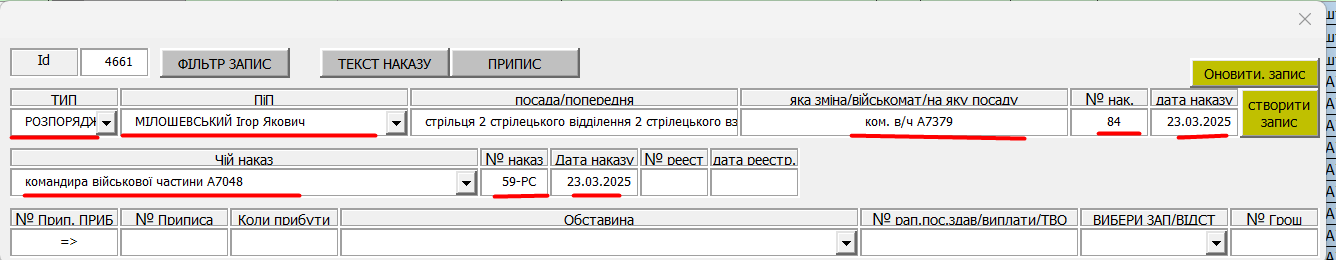 Id 4661 ФІЛЬТР ЗАПИС ТЕКСТ НАКАЗУ ПРИПИС
Оновити. запис
ТИП ПіП посада/попередня яка зміна/військомат/на яку посаду № нак. дата наказу створити запис
РОЗПОРЯДЖ МІЛОШЕВСЬКИЙ Ігор Якович стрільця 2 стрілецького відділення 2 стрілецького вз ком. в/ч А7379 84 23.03.2025
Чій наказ № наказ Дата наказу № реест дата реестр.
командира військової частини А7048 59-РС 23.03.2025
№ Прип. ПРИБ № Приписа Коли прибути Обставина № рап.пос.здав/виплати/ТВО ВИБЕРИ ЗАП/ВІДСТ № Грош
=>